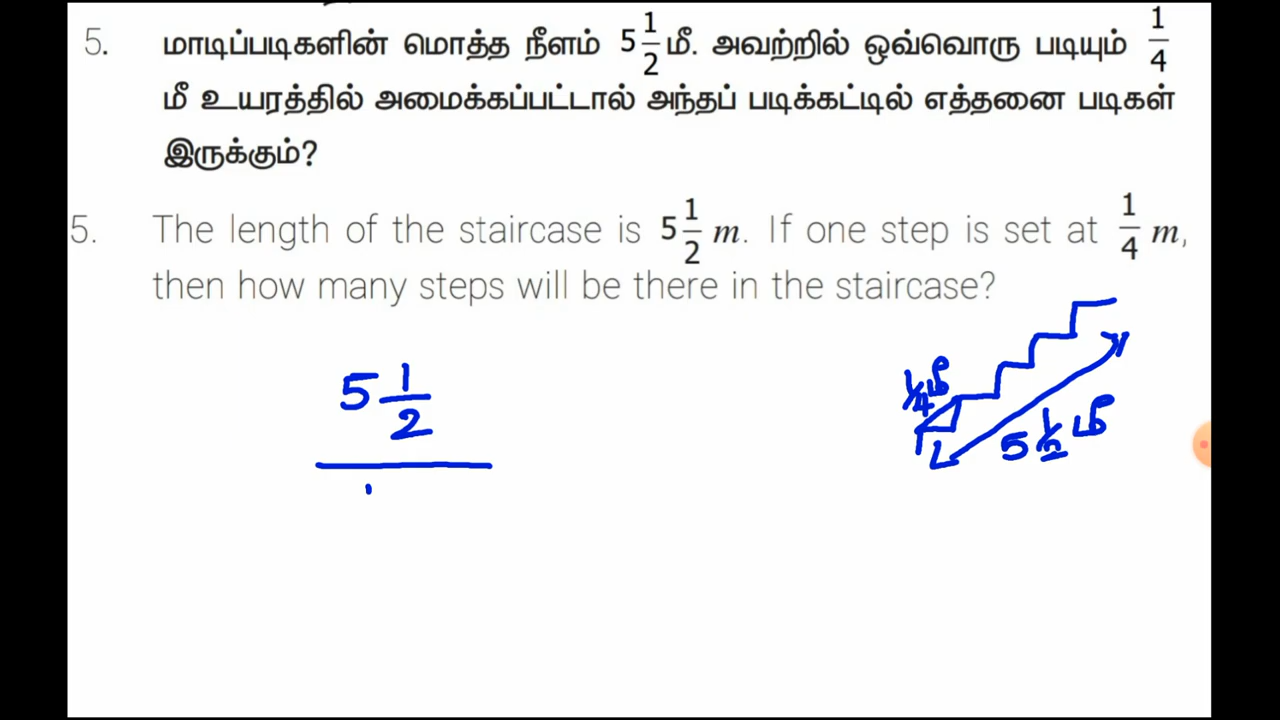 5. மாடிப்படிகளின் மொத்த நீளம் 5 1/2 மீ. அவற்றில் ஒவ்வொரு படியும் 1/4
மீ உயரத்தில் அமைக்கப்பட்டால் அந்தப் படிக்கட்டில் எத்தனை படிகள்
இருக்கும்?
5. The length of the staircase is 5 1/2 m. If one step is set at 1/4 m,
then how many steps will be there in the staircase?
5 1/2
1/4 மீ
5 1/2 மீ